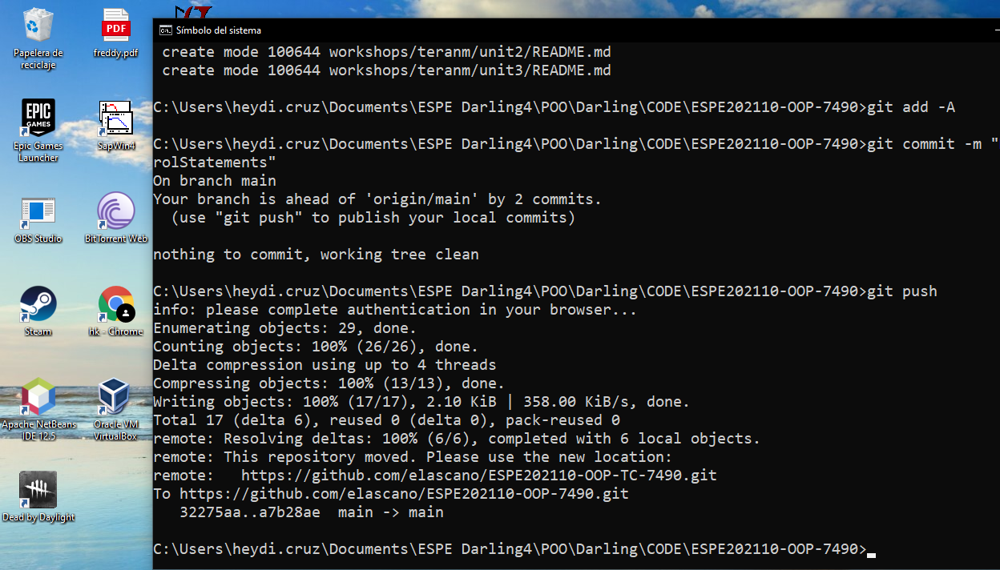 Papelera de
reciclaje
PDF
freddy.pdf
EPIC
GAMES
Epic Games
Launcher
SapWin4
OBS Studio
BitTorrent Web
Steam
hk - Chrome
Apache NetBeans
IDE 12.5
Oracle VM
VirtualBox
Dead by Daylight
C:\.
Símbolo del sistema
create mode 100644 workshops/teranm/unit2/README.md
create mode 100644 workshops/teranm/unit3/README.md
C:\Users\heydi.cruz\Documents\ESPE Darling4\POO\Darling\CODE\ESPE202110-OOP-7490>git add -A
C:\Users\heydi.cruz\Documents\ESPE Darling4\POO\Darling\CODE\ESPE202110-OOP-7490>git commit -m "
rolStatements"
On branch main
Your branch is ahead of 'origin/main' by 2 commits.
(use "git push" to publish your local commits)
nothing to commit, working tree clean
C:\Users\heydi.cruz\Documents\ESPE Darling4\POO\Darling\CODE\ESPE202110-OOP-7490>git push
info: please complete authentication in your browser...
Enumerating objects: 29, done.
Counting objects: 100% (26/26), done.
Delta compression using up to 4 threads
Compressing objects: 100% (13/13), done.
Writing objects: 100% (17/17), 2.10 KiB | 358.00 KiB/s, done.
Total 17 (delta 6), reused 0 (delta 0), pack-reused 0
remote: Resolving deltas: 100% (6/6), completed with 6 local objects.
remote: This repository moved. Please use the new location:
remote:   https://github.com/elascano/ESPE202110-OOP-TC-7490.git
To https://github.com/elascano/ESPE202110-OOP-7490.git
32275aa..a7b28ae  main -> main
C:\Users\heydi.cruz\Documents\ESPE Darling4\POO\Darling\CODE\ESPE202110-OOP-7490>